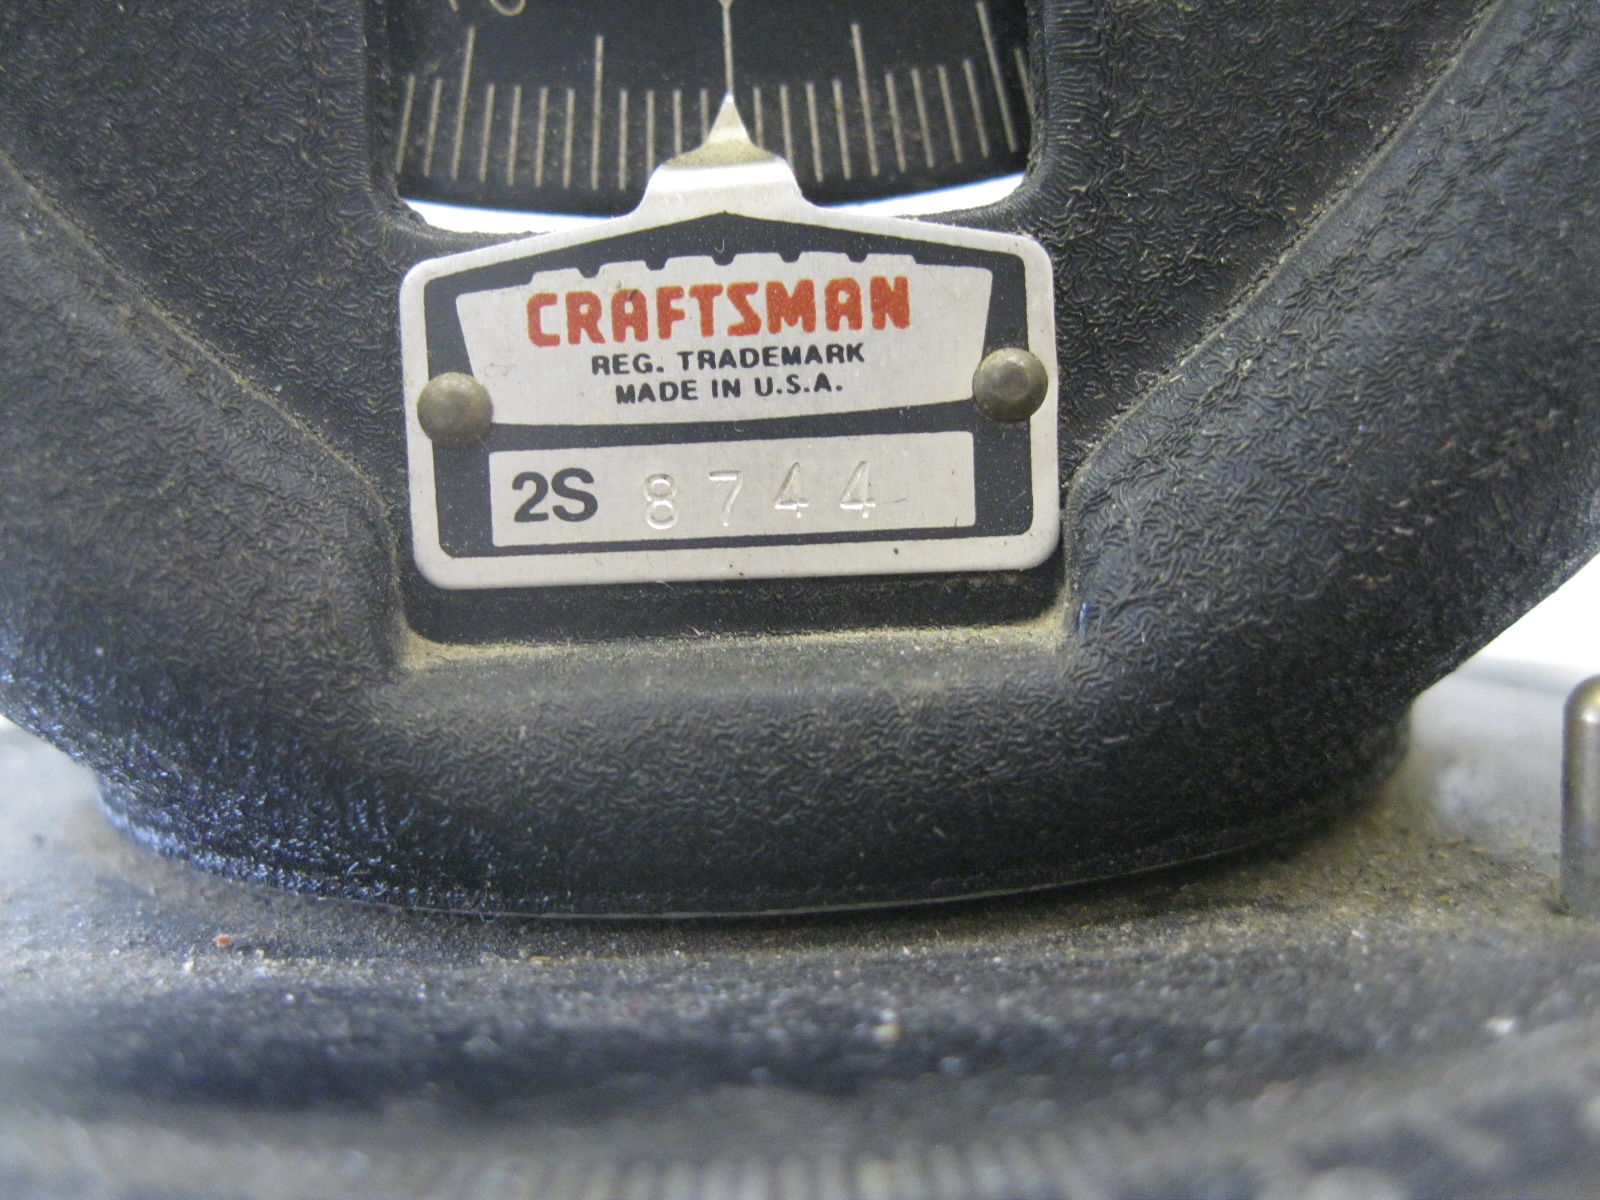 CRAFTSMAN
REG. TRADEMARK
MADE IN U.S.A.
2S 8744